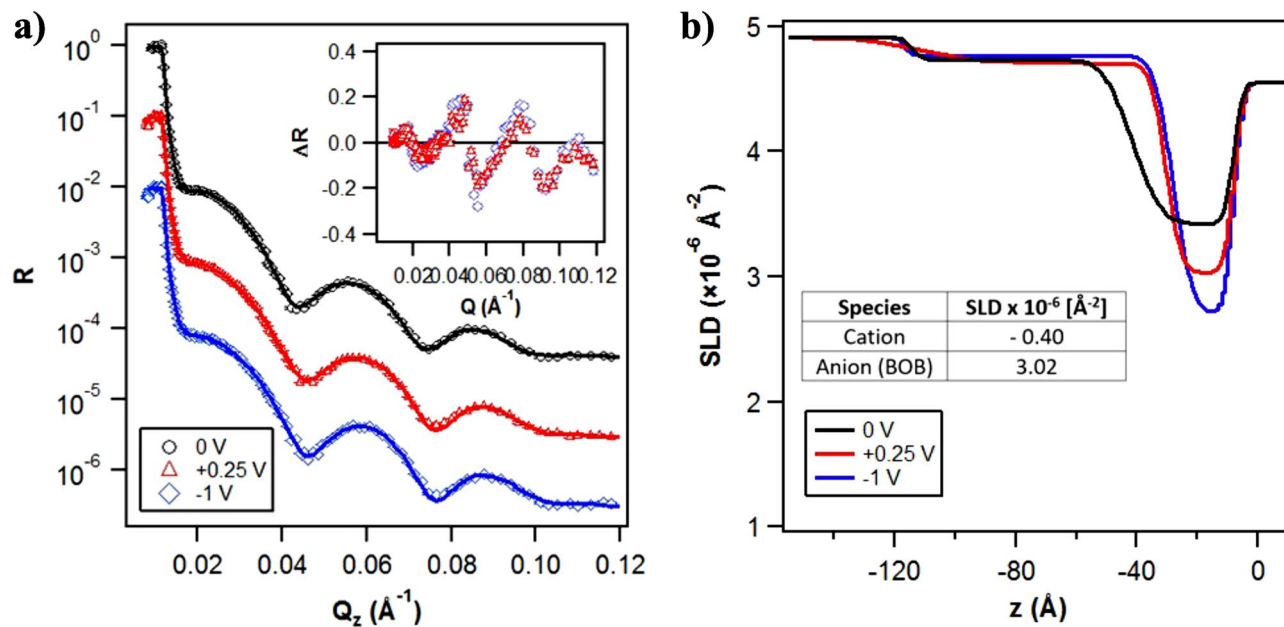 a)
R
10⁰
10⁻¹
10⁻²
10⁻³
10⁻⁴
10⁻⁵
10⁻⁶
0.02 0.04 0.06 0.08 0.10 0.12
Qz (Å⁻¹)
0 V
+0.25 V
-1 V
ΔR
0.4
0.2
0.0
-0.2
-0.4
0.02 0.04 0.06 0.08 0.10 0.12
Q (Å⁻¹)
b)
SLD (×10⁻⁶ Å⁻²)
5
4
3
2
1
Species SLD x 10⁻⁶ [Å⁻²]
Cation - 0.40
Anion (BOB) 3.02
0 V
+0.25 V
-1 V
-120 -80 -40 0
z (Å)